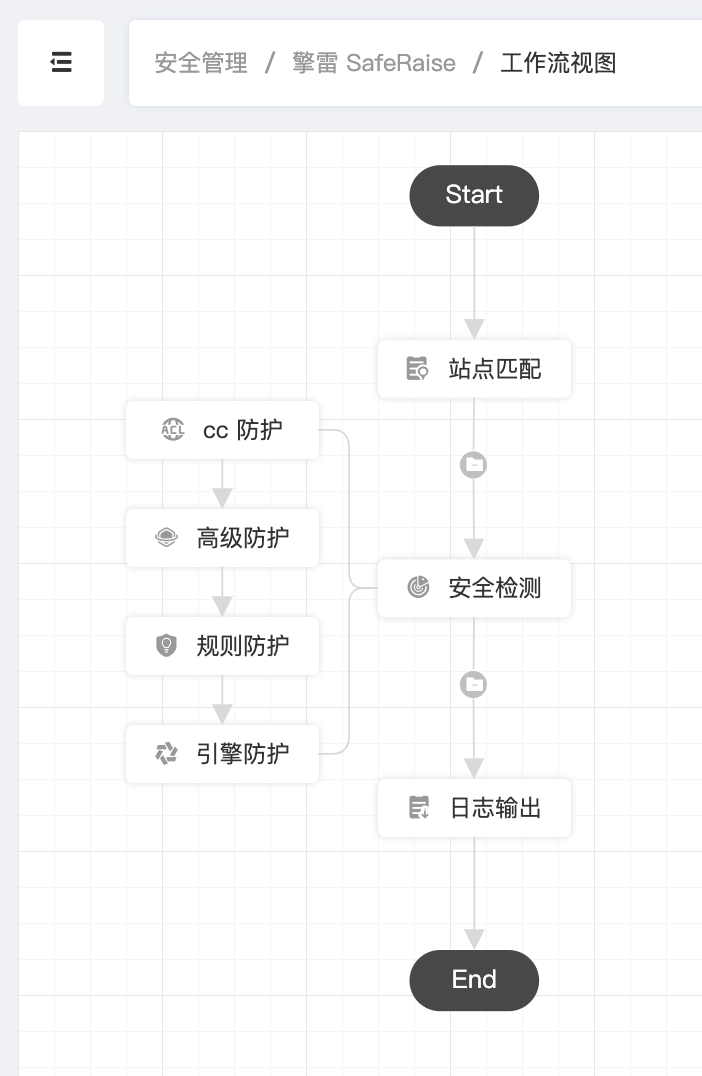 安全管理 / 擎雷 SafeRaise / 工作流视图
Start
站点匹配
ACL cc 防护
高级防护
安全检测
规则防护
引擎防护
日志输出
End